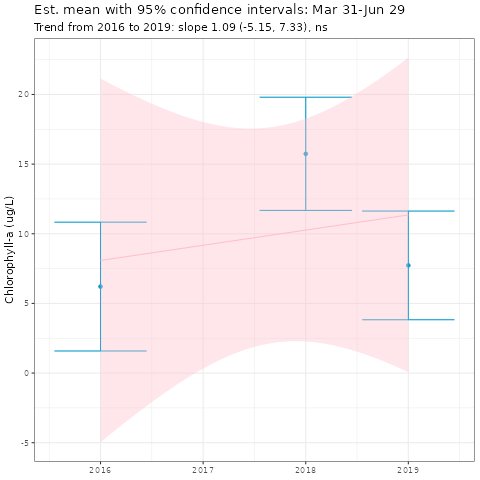 Est. mean with 95% confidence intervals: Mar 31-Jun 29
Trend from 2016 to 2019: slope 1.09 (-5.15, 7.33), ns
Chlorophyll-a (ug/L)
20
15
10
5
0
-5
2016 2017 2018 2019